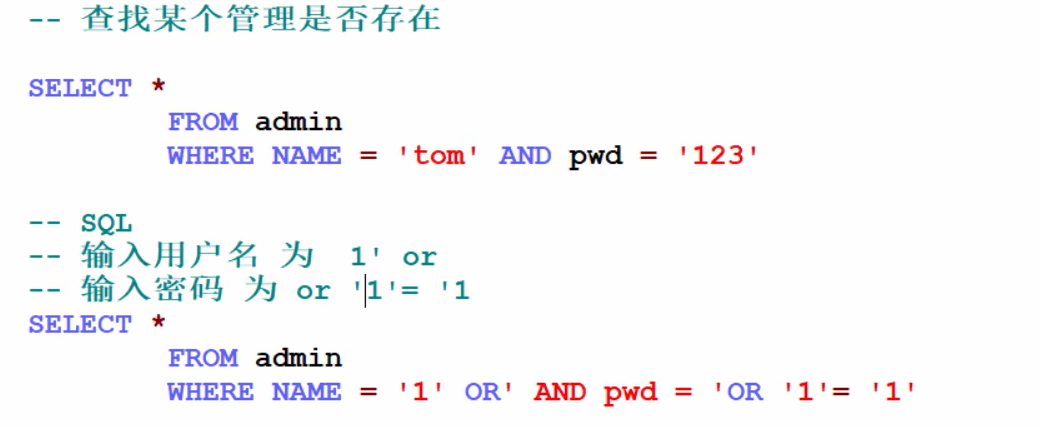 -- 查找某个管理是否存在
SELECT *
FROM admin
WHERE NAME = 'tom' AND pwd = '123'
-- SQL
-- 输入用户名 为 1' or
-- 输入密码 为 or '1'= '1
SELECT *
FROM admin
WHERE NAME = '1' OR' AND pwd = 'OR '1'= '1'